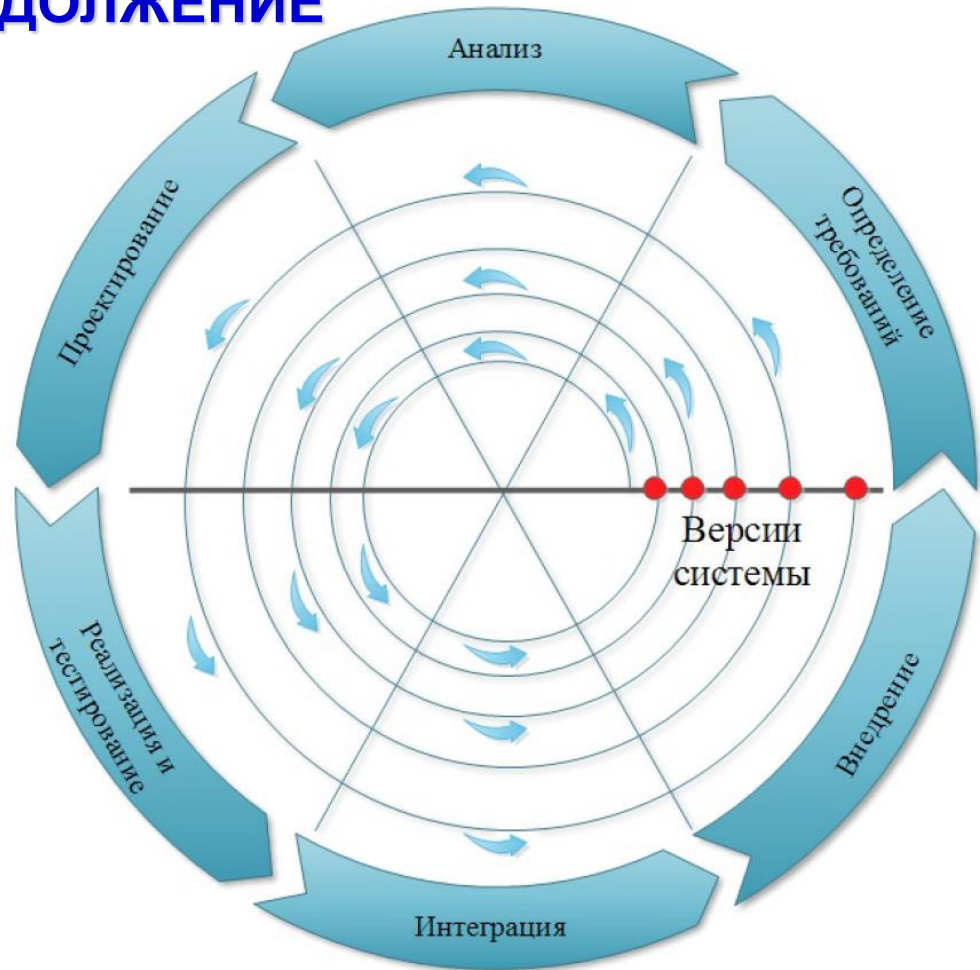 ДОЛЖЕНИЕ
Анализ
Определение
требований
Проектирование
Версии
системы
Реализация и
тестирование
Внедрение
Интеграция